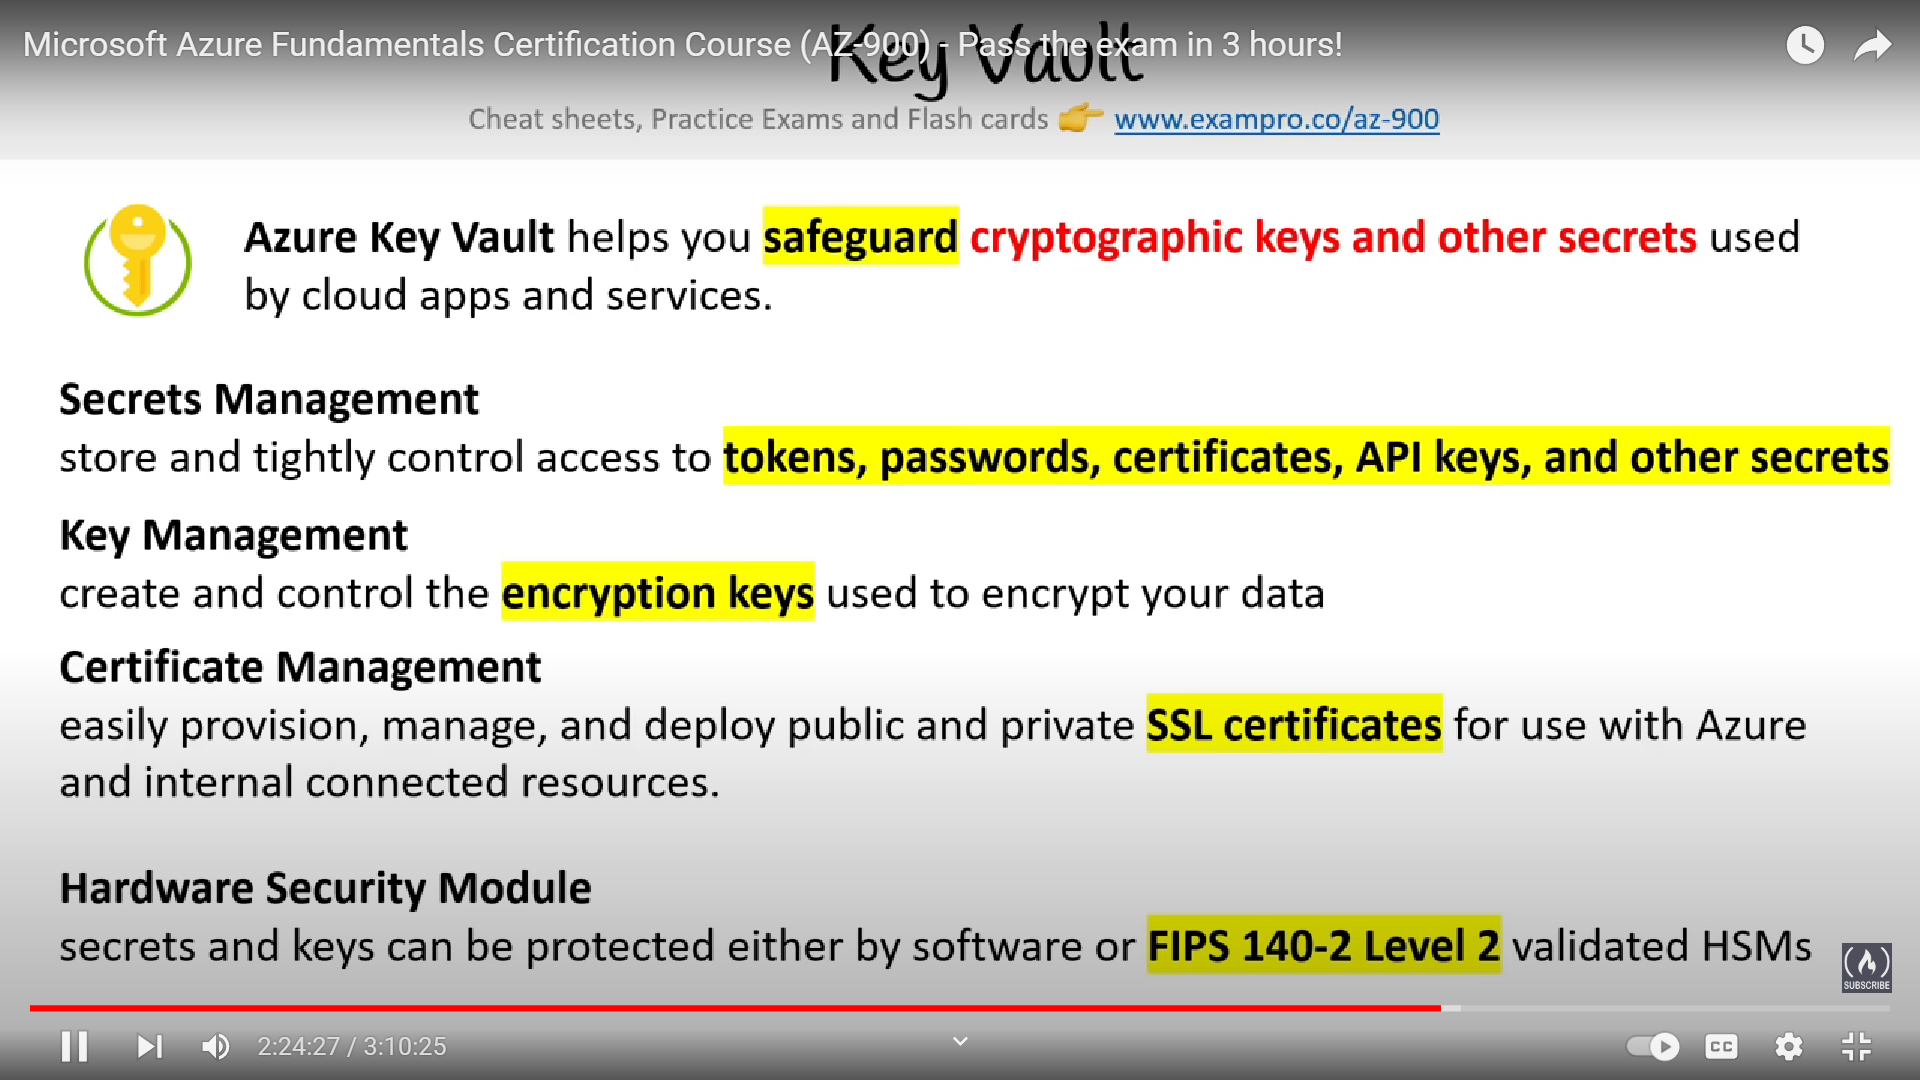 Microsoft Azure Fundamentals Certification Course (AZ-900) - Pass the exam in 3 hours!
Key Vault
Cheat sheets, Practice Exams and Flash cards 👉 www.exampro.co/az-900
Azure Key Vault helps you safeguard cryptographic keys and other secrets used
by cloud apps and services.
Secrets Management
store and tightly control access to tokens, passwords, certificates, API keys, and other secrets
Key Management
create and control the encryption keys used to encrypt your data
Certificate Management
easily provision, manage, and deploy public and private SSL certificates for use with Azure
and internal connected resources.
Hardware Security Module
secrets and keys can be protected either by software or FIPS 140-2 Level 2 validated HSMs
SUBSCRIBE
2:24:27 / 3:10:25
CC